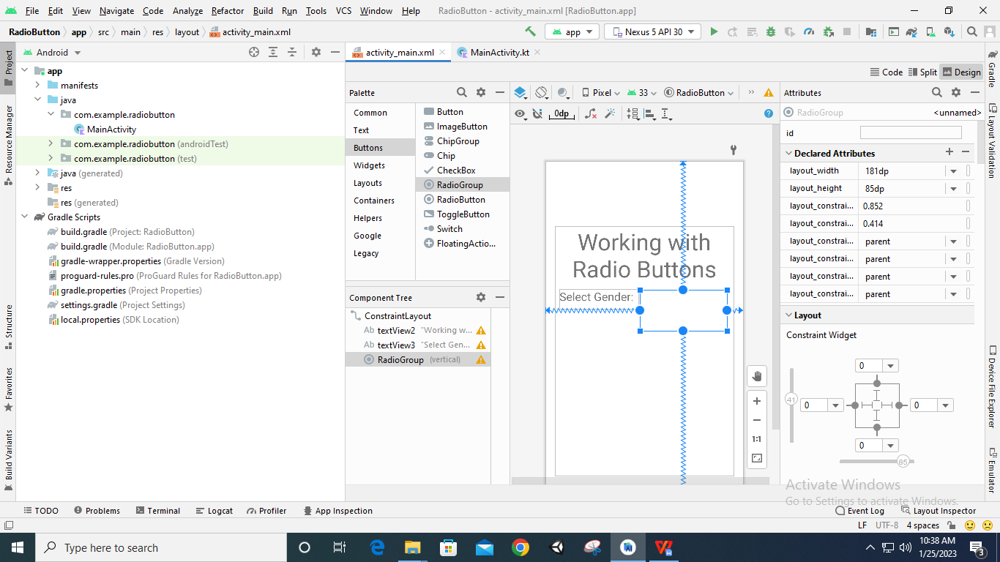 File Edit View Navigate Code Analyze Refactor Build Run Tools VCS Window Help RadioButton - activity_main.xml [RadioButton.app]
RadioButton app src main res layout activity_main.xml app Nexus 5 API 30
Project
Resource Manager
Structure
Favorites
Build Variants
Android
app
manifests
java
com.example.radiobutton
MainActivity
com.example.radiobutton (androidTest)
com.example.radiobutton (test)
java (generated)
res
res (generated)
Gradle Scripts
build.gradle (Project: RadioButton)
build.gradle (Module: RadioButton.app)
gradle-wrapper.properties (Gradle Version)
proguard-rules.pro (ProGuard Rules for RadioButton.app)
gradle.properties (Project Properties)
settings.gradle (Project Settings)
local.properties (SDK Location)
activity_main.xml MainActivity.kt
Code Split Design
Palette
Common
Text
Buttons
Widgets
Layouts
Containers
Helpers
Google
Legacy
Button
ImageButton
ChipGroup
Chip
CheckBox
RadioGroup
RadioButton
ToggleButton
Switch
FloatingActio...
Component Tree
ConstraintLayout
Ab textView2 "Working w...
Ab textView3 "Select Gen...
RadioGroup (vertical)
Pixel 33 RadioButton
0dp
Working with
Radio Buttons
Select Gender:
1:1
Attributes
RadioGroup <unnamed>
id
Declared Attributes
layout_width 181dp
layout_height 85dp
layout_constrai... 0.852
layout_constrai... 0.414
layout_constrai... parent
layout_constrai... parent
layout_constrai... parent
layout_constrai... parent
Layout
Constraint Widget
0
41
0 0
0
85
Gradle
Layout Validation
Device File Explorer
Emulator
Activate Windows
Go to Settings to activate Windows.
TODO Problems Terminal Logcat Profiler App Inspection Event Log Layout Inspector
LF UTF-8 4 spaces
Type here to search
10:38 AM
1/25/2023
3